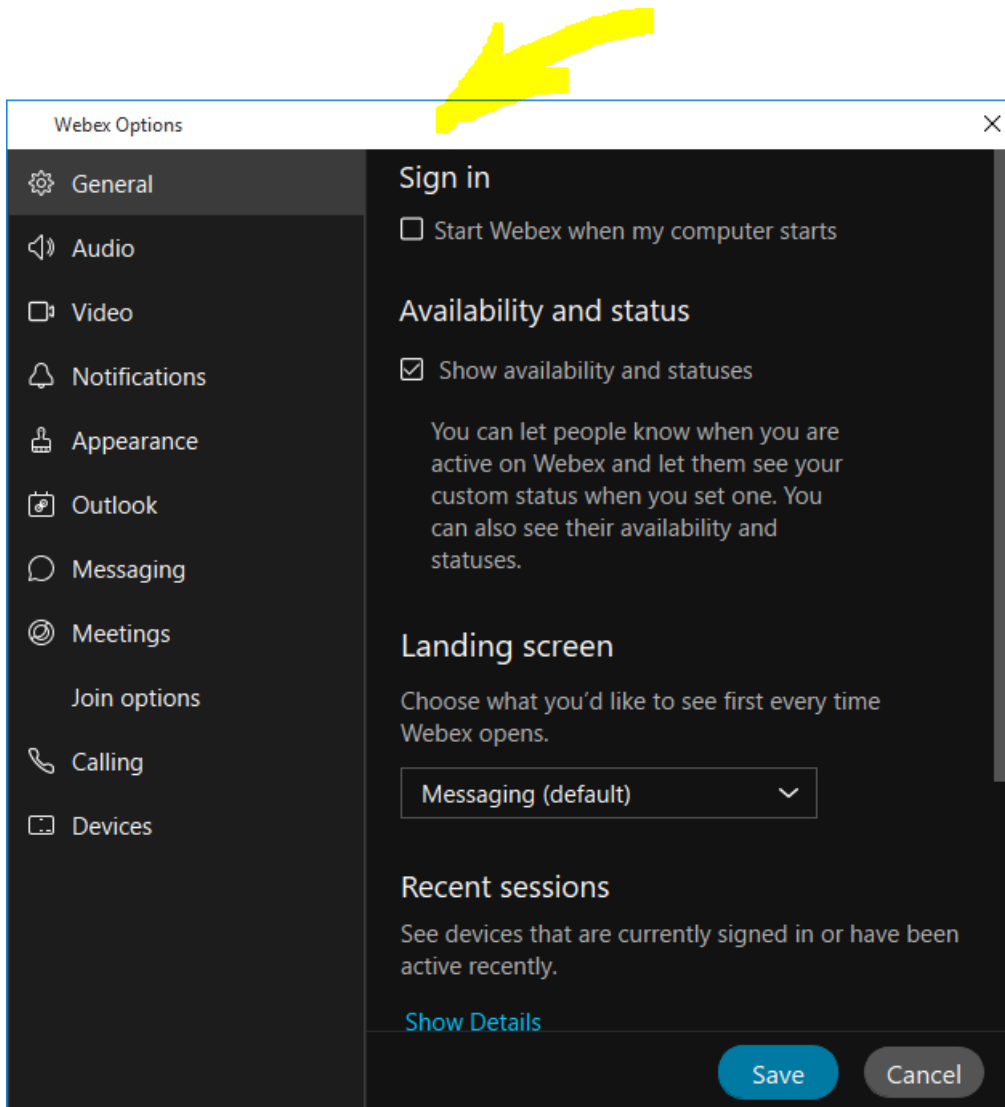 Webex Options
General
Audio
Video
Notifications
Appearance
Outlook
Messaging
Meetings
Join options
Calling
Devices
Sign in
Start Webex when my computer starts
Availability and status
Show availability and statuses
You can let people know when you are
active on Webex and let them see your
custom status when you set one. You
can also see their availability and
statuses.
Landing screen
Choose what you’d like to see first every time
Webex opens.
Messaging (default)
Recent sessions
See devices that are currently signed in or have been
active recently.
Show Details
Save
Cancel